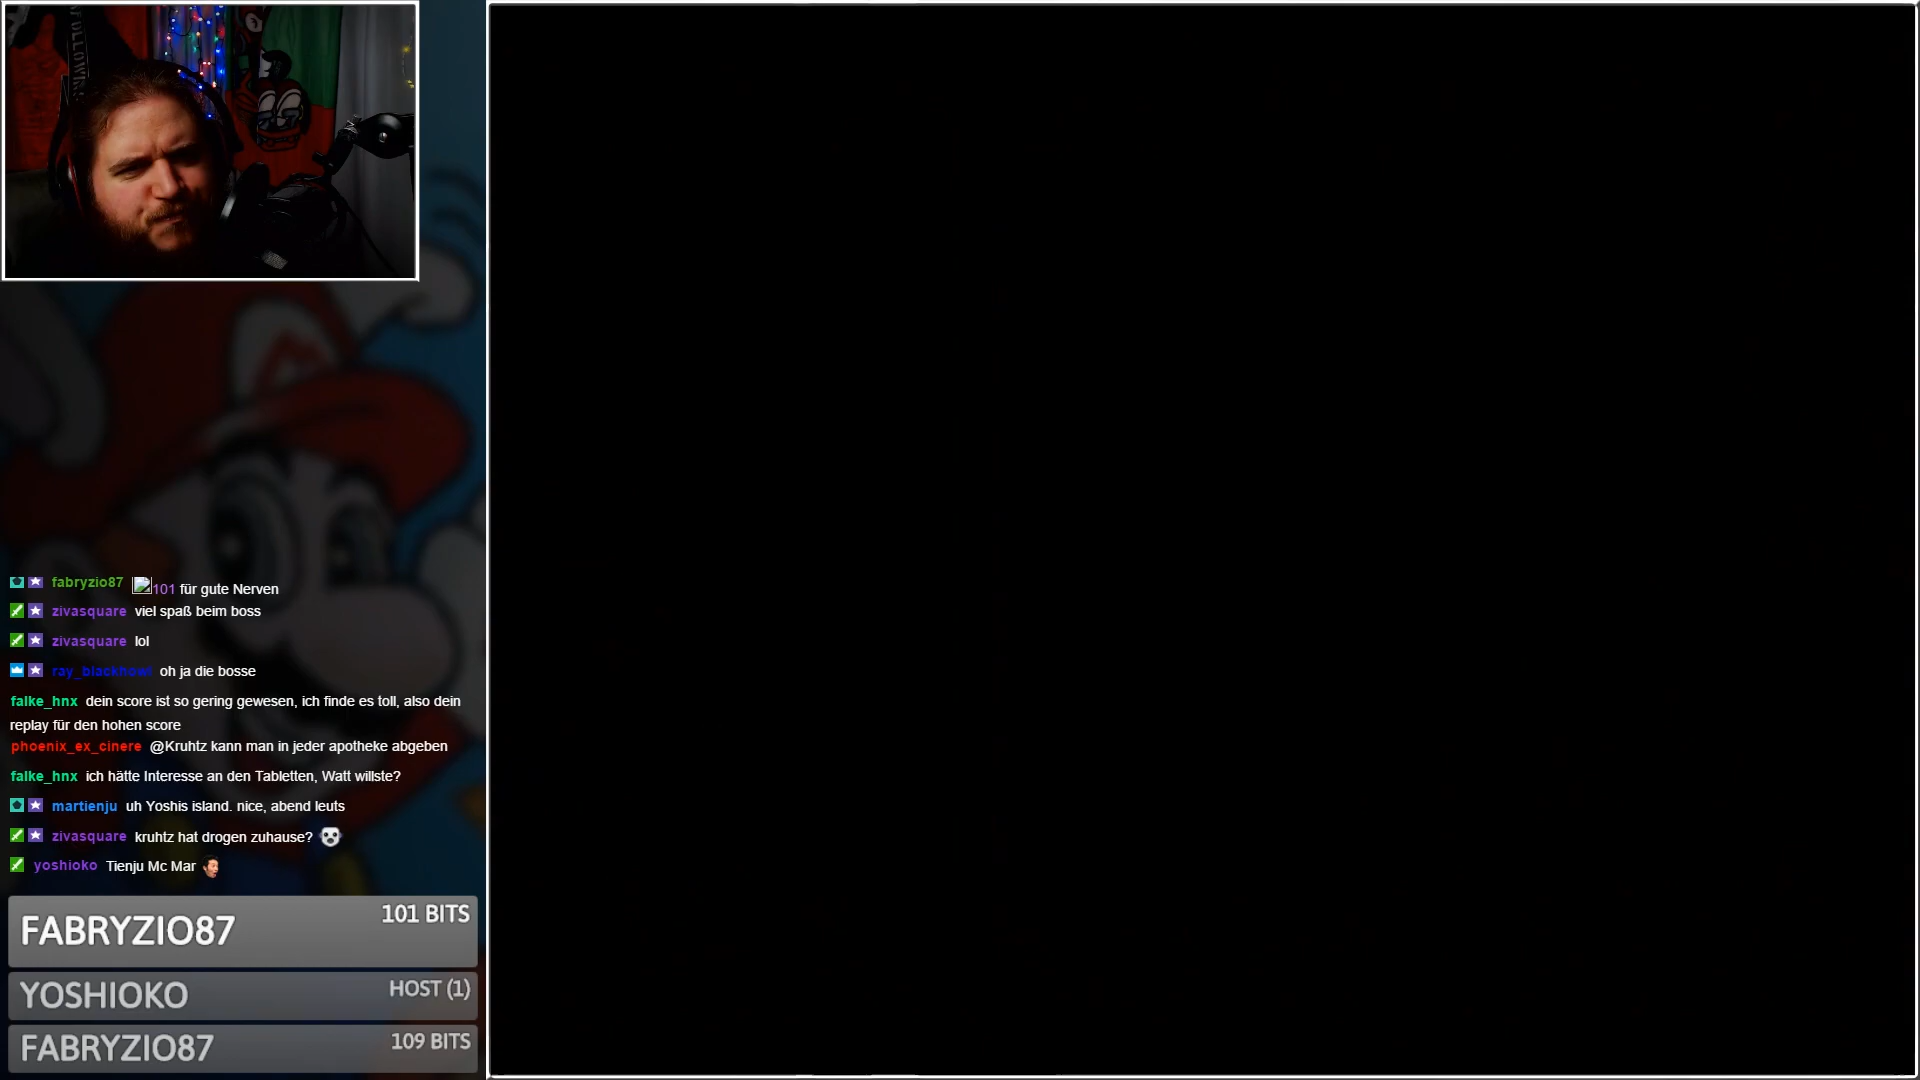 fabryzio87 101 für gute Nerven
zivasquare viel spaß beim boss
zivasquare lol
ray_blackhowl oh ja die bosse
falke_hnx dein score ist so gering gewesen, ich finde es toll, also dein
replay für den hohen score
phoenix_ex_cinere @Kruhtz kann man in jeder apotheke abgeben
falke_hnx ich hätte Interesse an den Tabletten, Watt willste?
martienju uh Yoshis island. nice, abend leuts
zivasquare kruhtz hat drogen zuhause?
yoshioko Tienju Mc Mar
FABRYZIO87 101 BITS
YOSHIOKO HOST (1)
FABRYZIO87 109 BITS